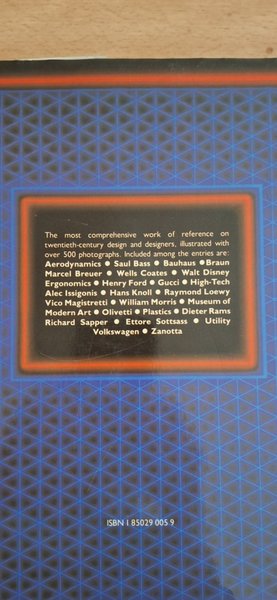 The most comprehensive work of reference on
twentieth-century design and designers, illustrated with
over 500 photographs. Included among the entries are:
Aerodynamics ● Saul Bass ● Bauhaus ● Braun
Marcel Breuer ● Wells Coates ● Walt Disney
Ergonomics ● Henry Ford ● Gucci ● High-Tech
Alec Issigonis ● Hans Knoll ● Raymond Loewy
Vico Magistretti ● William Morris ● Museum of
Modern Art ● Olivetti ● Plastics ● Dieter Rams
Richard Sapper ● Ettore Sottsass ● Utility
Volkswagen ● Zanotta
ISBN 1 85029 005 9